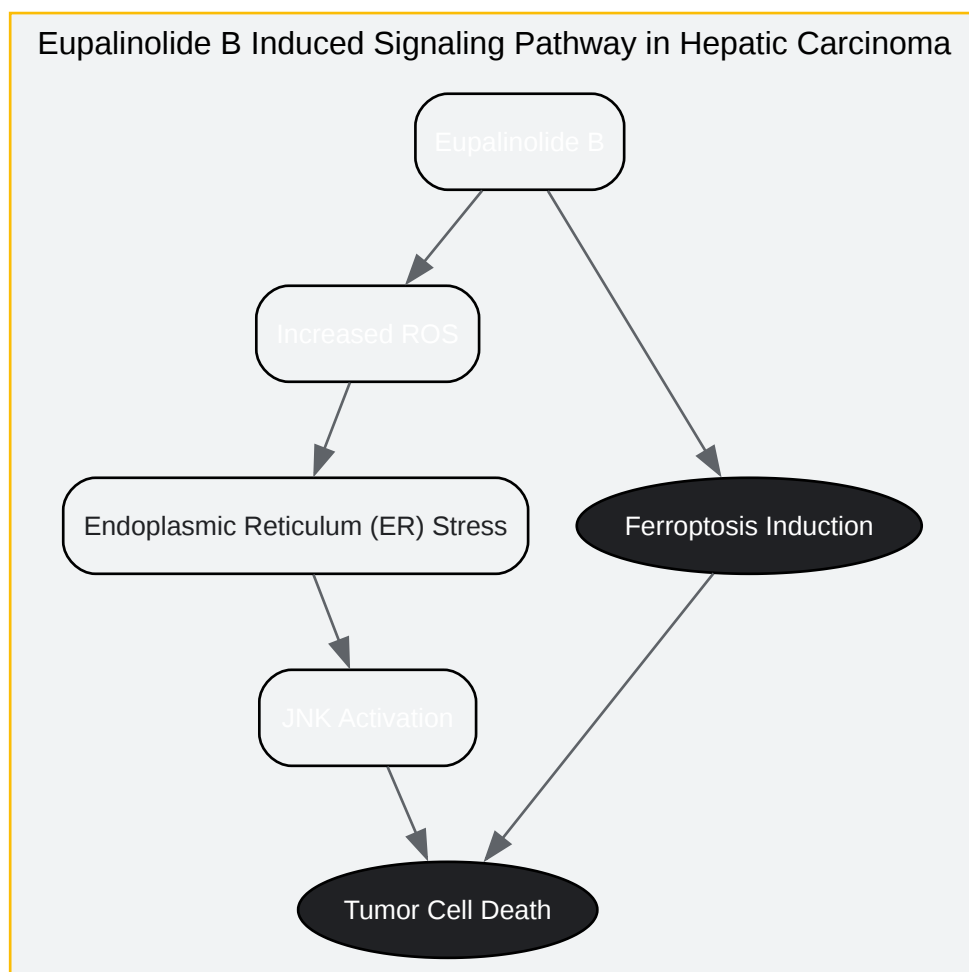 Eupalinolide B Induced Signaling Pathway in Hepatic Carcinoma
Eupalinolide B
Increased ROS
Endoplasmic Reticulum (ER) Stress
Ferroptosis Induction
JNK Activation
Tumor Cell Death